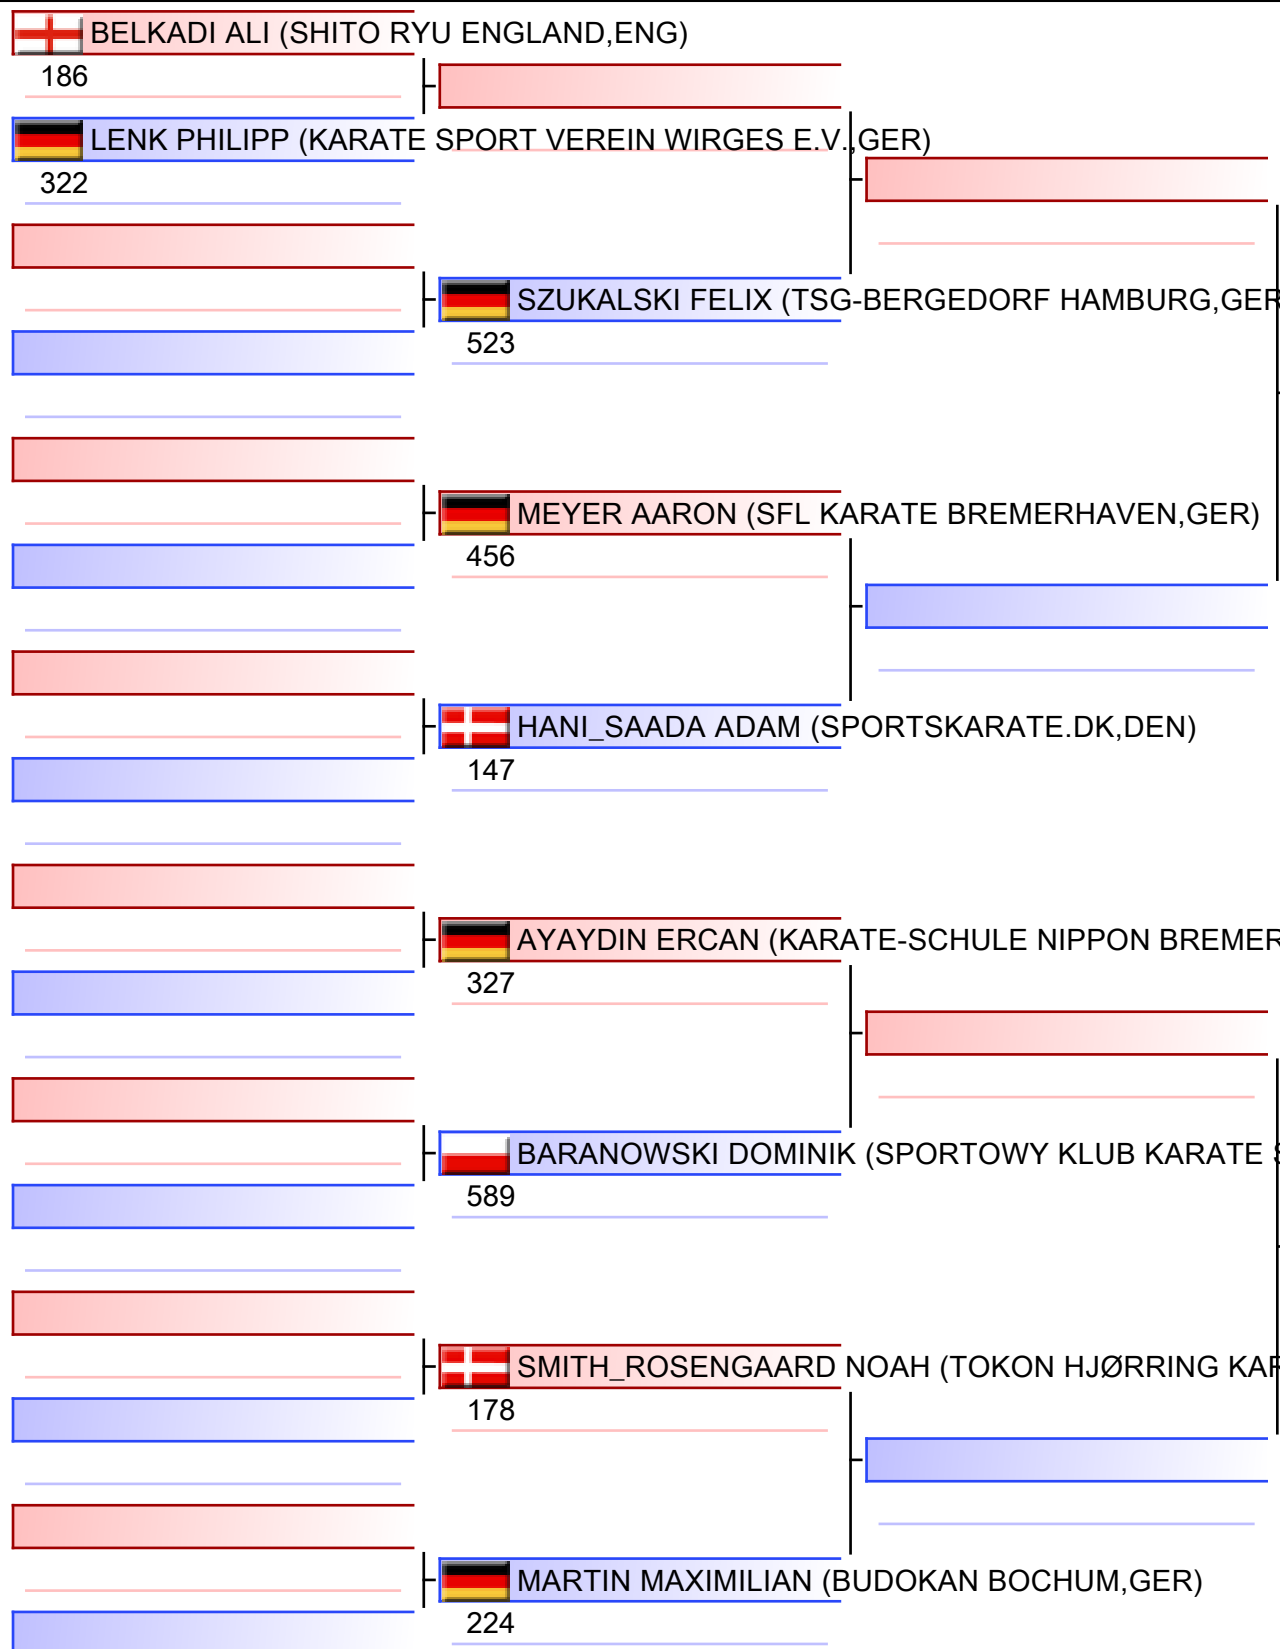 BELKADI ALI (SHITO RYU ENGLAND,ENG)
186
LENK PHILIPP (KARATE SPORT VEREIN WIRGES E.V.,GER)
322
SZUKALSKI FELIX (TSG-BERGEDORF HAMBURG,GER
523
MEYER AARON (SFL KARATE BREMERHAVEN,GER)
456
HANI_SAADA ADAM (SPORTSKARATE.DK,DEN)
147
AYAYDIN ERCAN (KARATE-SCHULE NIPPON BREMER
327
BARANOWSKI DOMINIK (SPORTOWY KLUB KARATE
589
SMITH_ROSENGAARD NOAH (TOKON HJØRRING KAR
178
MARTIN MAXIMILIAN (BUDOKAN BOCHUM,GER)
224